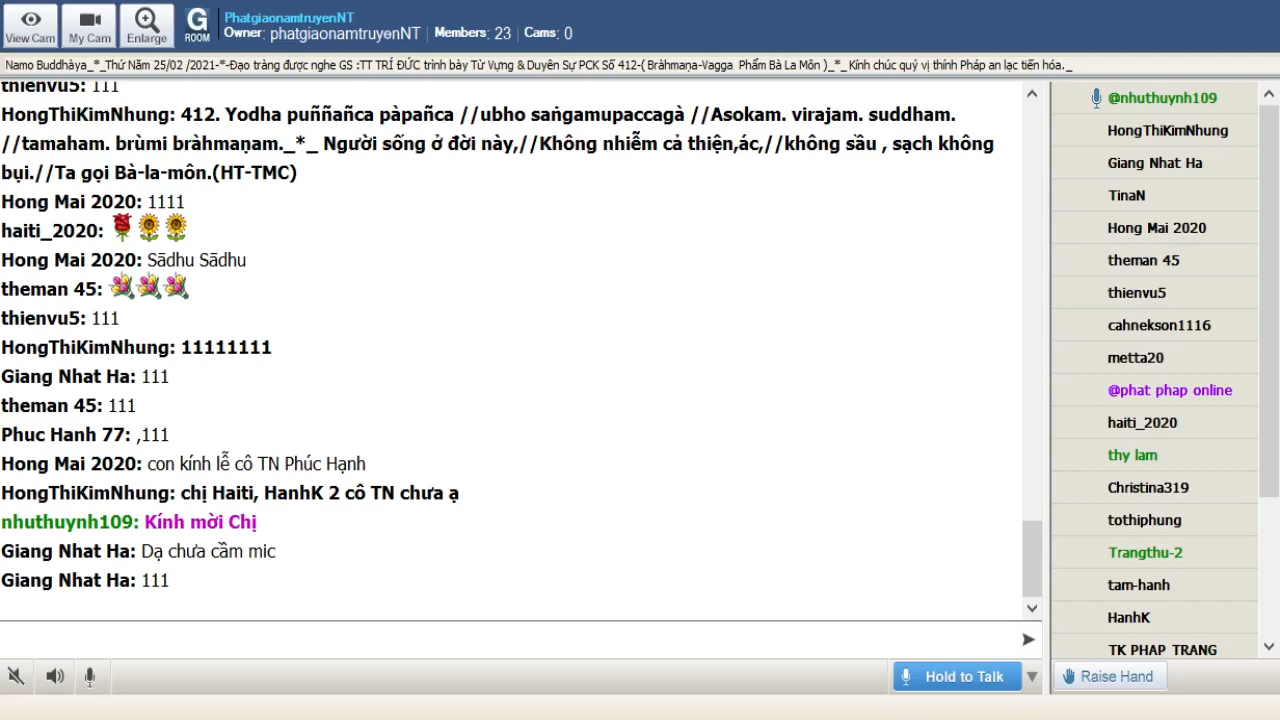 View Cam
My Cam
Enlarge
G
ROOM
PhatgiaonamtruyenNT
Owner: phatgiaonamtruyenNT | Members: 23 | Cams: 0
Namo Buddhàya_*_Thứ Năm 25/02 /2021-*-Đạo tràng được nghe GS :TT TRÍ ĐỨC trình bày Từ Vựng & Duyên Sự PCK Số 412-( Bràhmaṇa-Vagga Phẩm Bà La Môn )_*_ Kính chúc quý vị thính Pháp an lạc tiến hóa._
thienvu5: 111
HongThiKimNhung: 412. Yodha puññañca pàpañca //ubho saṅgamupaccagà //Asokam. virajam. suddham.
//tamaham. brùmi bràhmaṇam._*_ Người sống ở đời này,//Không nhiễm cả thiện,ác,//không sầu , sạch không
bụi.//Ta gọi Bà-la-môn.(HT-TMC)
Hong Mai 2020: 1111
haiti_2020:
Hong Mai 2020: Sādhu Sādhu
theman 45:
thienvu5: 111
HongThiKimNhung: 11111111
Giang Nhat Ha: 111
theman 45: 111
Phuc Hanh 77: ,111
Hong Mai 2020: con kính lễ cô TN Phúc Hạnh
HongThiKimNhung: chị Haiti, HanhK 2 cô TN chưa ạ
nhuthuynh109: Kính mời Chị
Giang Nhat Ha: Dạ chưa cầm mic
Giang Nhat Ha: 111
Hold to Talk
@nhuthuynh109
HongThiKimNhung
Giang Nhat Ha
TinaN
Hong Mai 2020
theman 45
thienvu5
cahnekson1116
metta20
@phat phap online
haiti_2020
thy lam
Christina319
tothiphung
Trangthu-2
tam-hanh
HanhK
TK PHAP TRANG
Raise Hand